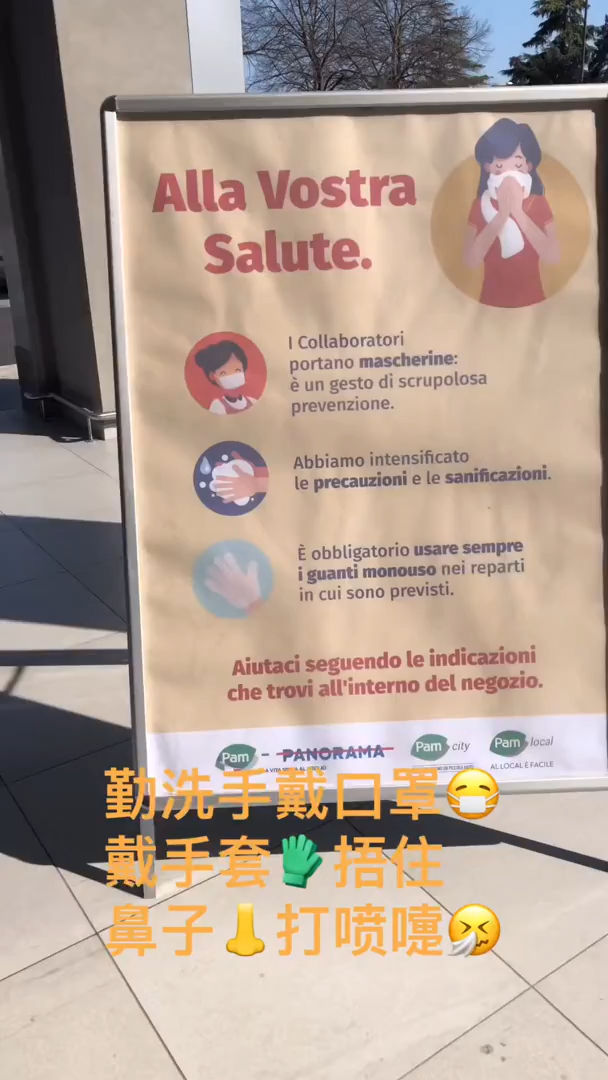 Alla Vostra
Salute.
I Collaboratori
portano mascherine:
è un gesto di scrupolosa
prevenzione.
Abbiamo intensificato
le precauzioni e le sanificazioni.
È obbligatorio usare sempre
i guanti monouso nei reparti
in cui sono previsti.
Aiutaci seguendo le indicazioni
che trovi all'interno del negozio.
Pam - PANORAMA Pam city Pam local
AL LOCAL È FACILE
勤洗手戴口罩😷
戴手套🧤捂住
鼻子👃打喷嚏🤧